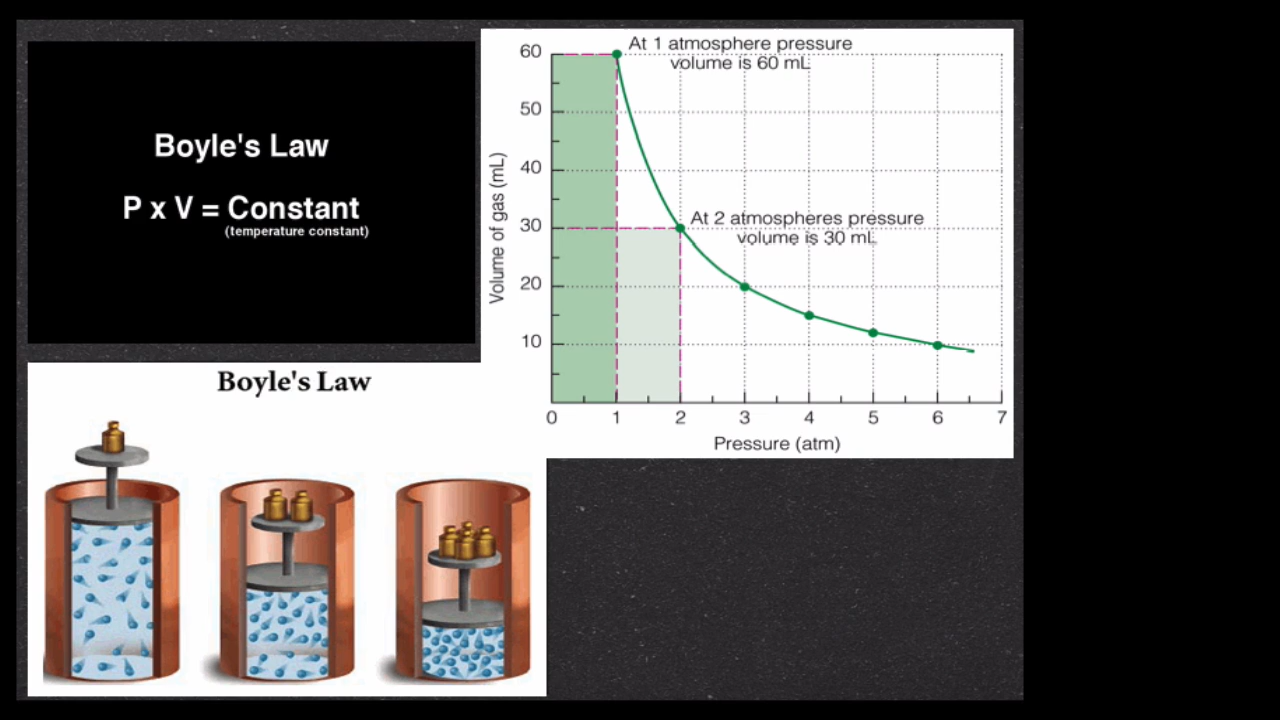 Boyle's Law
P x V = Constant
(temperature constant)
At 1 atmosphere pressure
volume is 60 mL
At 2 atmospheres pressure
volume is 30 mL
Volume of gas (mL)
60
50
40
30
20
10
0 1 2 3 4 5 6 7
Pressure (atm)
Boyle's Law